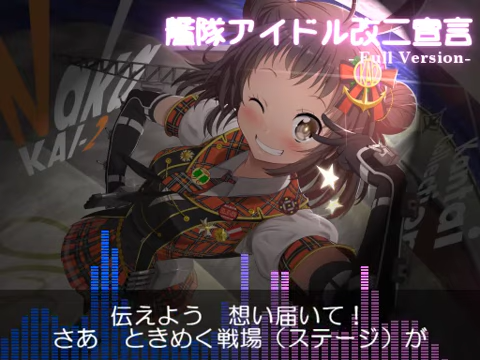 艦隊アイドル改二宣言
-Full Version-
Naka
KAI-2
伝えよう　想い届いて！
さあ　ときめく戦場（ステージ）が